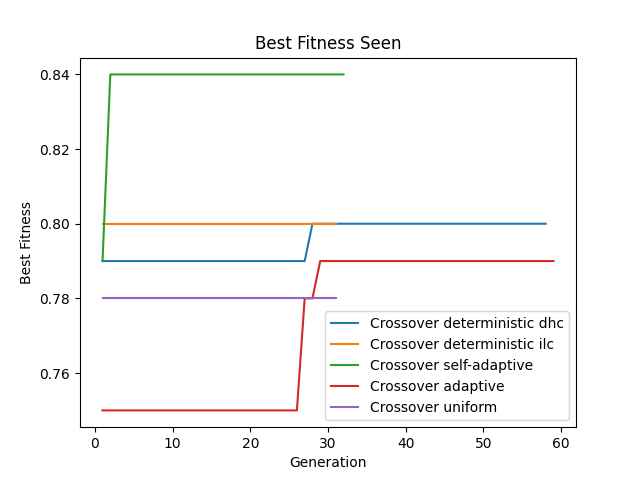 Best Fitness Seen
Best Fitness
0.84
0.82
0.80
0.78
0.76
Crossover deterministic dhc
Crossover deterministic ilc
Crossover self-adaptive
Crossover adaptive
Crossover uniform
0 10 20 30 40 50 60
Generation